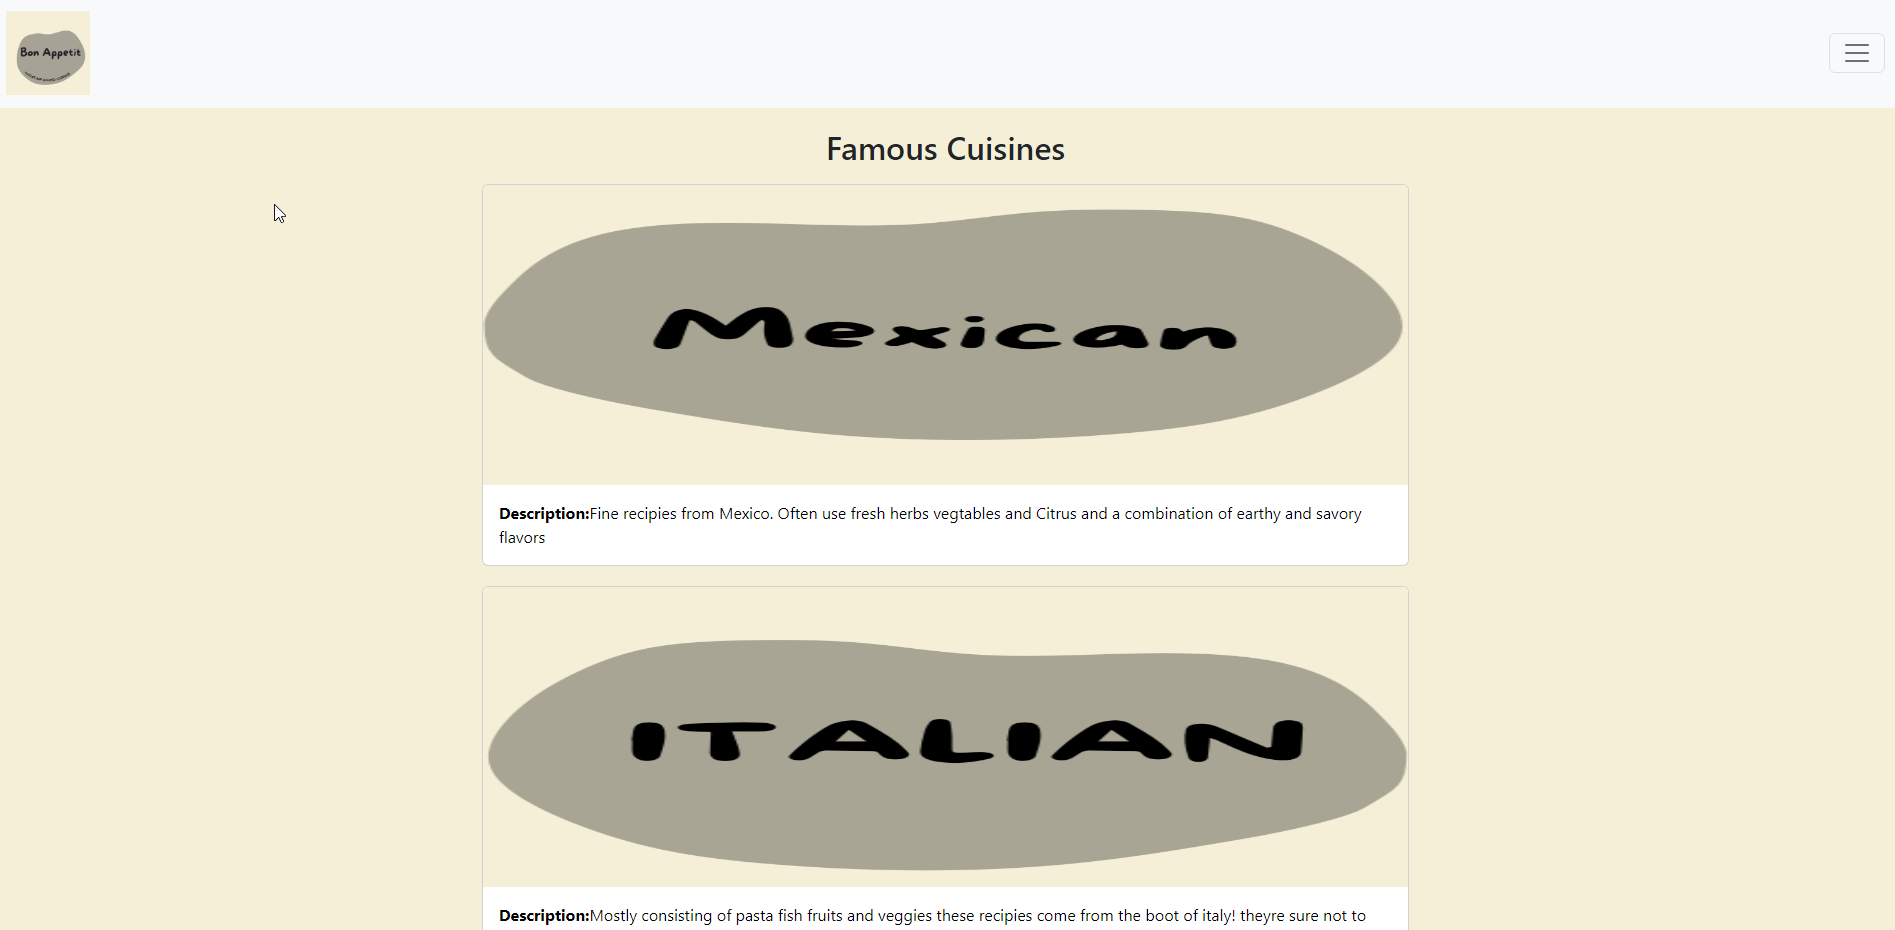 Bon Appetit
Famous Cuisines
Mexican
Description:Fine recipies from Mexico. Often use fresh herbs vegtables and Citrus and a combination of earthy and savory
flavors
ITALIAN
Description:Mostly consisting of pasta fish fruits and veggies these recipies come from the boot of italy! theyre sure not to